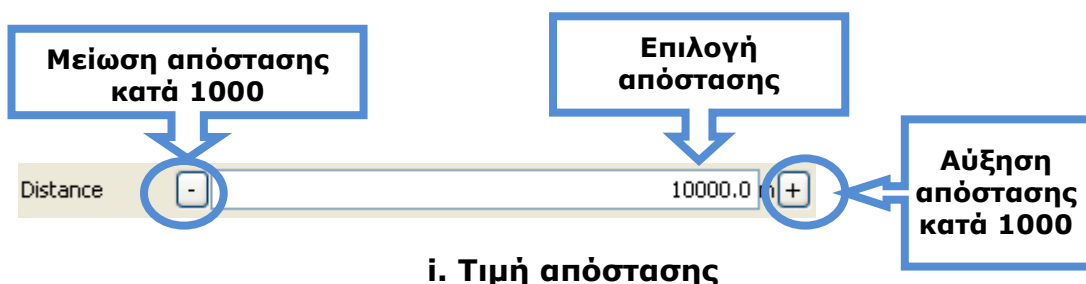 Μείωση απόστασης
κατά 1000
Επιλογή
απόστασης
Αύξηση
απόστασης
κατά 1000
Distance - 10000.0 m +
i. Τιμή απόστασης